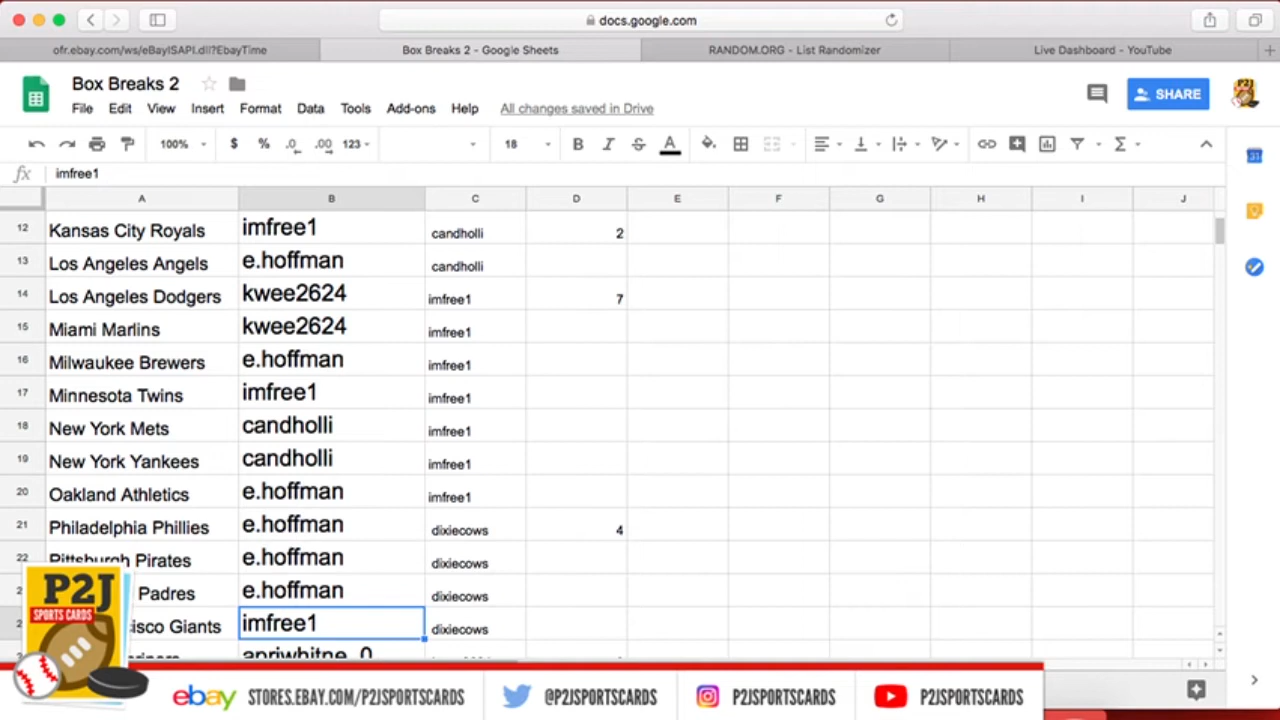 docs.google.com
ofr.ebay.com/ws/eBayISAPI.dll?EbayTime
Box Breaks 2 - Google Sheets
RANDOM.ORG - List Randomizer
Live Dashboard - YouTube
Box Breaks 2
File Edit View Insert Format Data Tools Add-ons Help All changes saved in Drive
SHARE
100% $ % .0 .00 123 18 B I S A
fx imfree1
A B C D E F G H I J
12 Kansas City Royals imfree1 candholli 2
13 Los Angeles Angels e.hoffman candholli
14 Los Angeles Dodgers kwee2624 imfree1 7
15 Miami Marlins kwee2624 imfree1
16 Milwaukee Brewers e.hoffman imfree1
17 Minnesota Twins imfree1 imfree1
18 New York Mets candholli imfree1
19 New York Yankees candholli imfree1
20 Oakland Athletics e.hoffman imfree1
21 Philadelphia Phillies e.hoffman dixiecows 4
22 Pittsburgh Pirates e.hoffman dixiecows
Padres e.hoffman dixiecows
isco Giants imfree1 dixiecows
apriwhitne_0
P2J
SPORTS CARDS
ebay STORES.EBAY.COM/P2JSPORTSCARDS
@P2JSPORTSCARDS
P2JSPORTSCARDS
P2JSPORTSCARDS